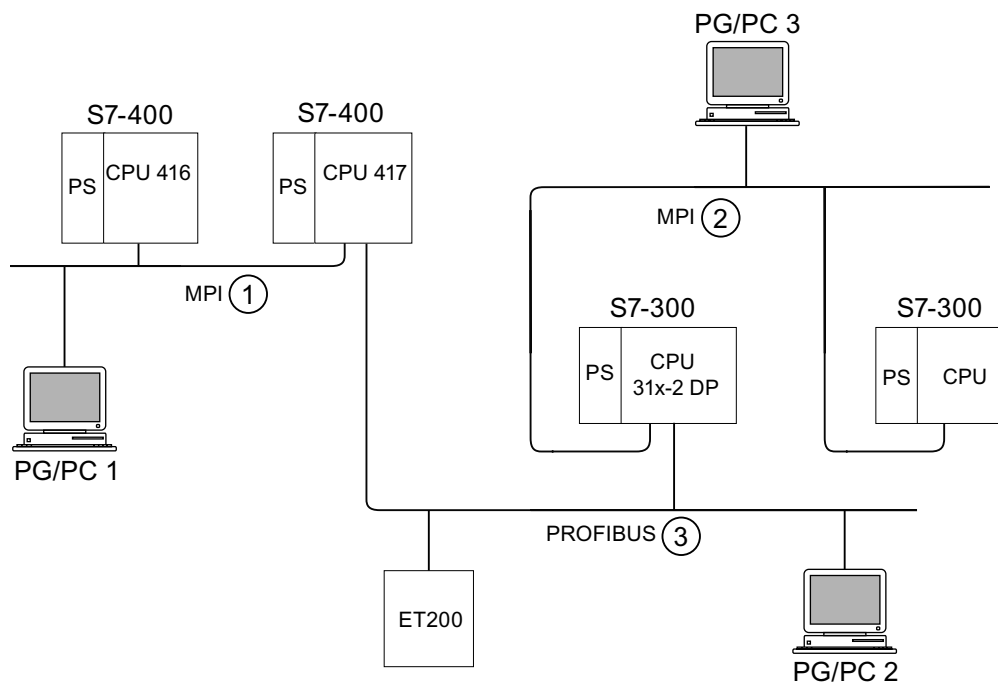 PG/PC 3
S7-400
S7-400
PS
CPU 416
PS
CPU 417
MPI 2
MPI 1
S7-300
S7-300
PS
CPU
31x-2 DP
PS
CPU
PG/PC 1
PROFIBUS 3
ET200
PG/PC 2